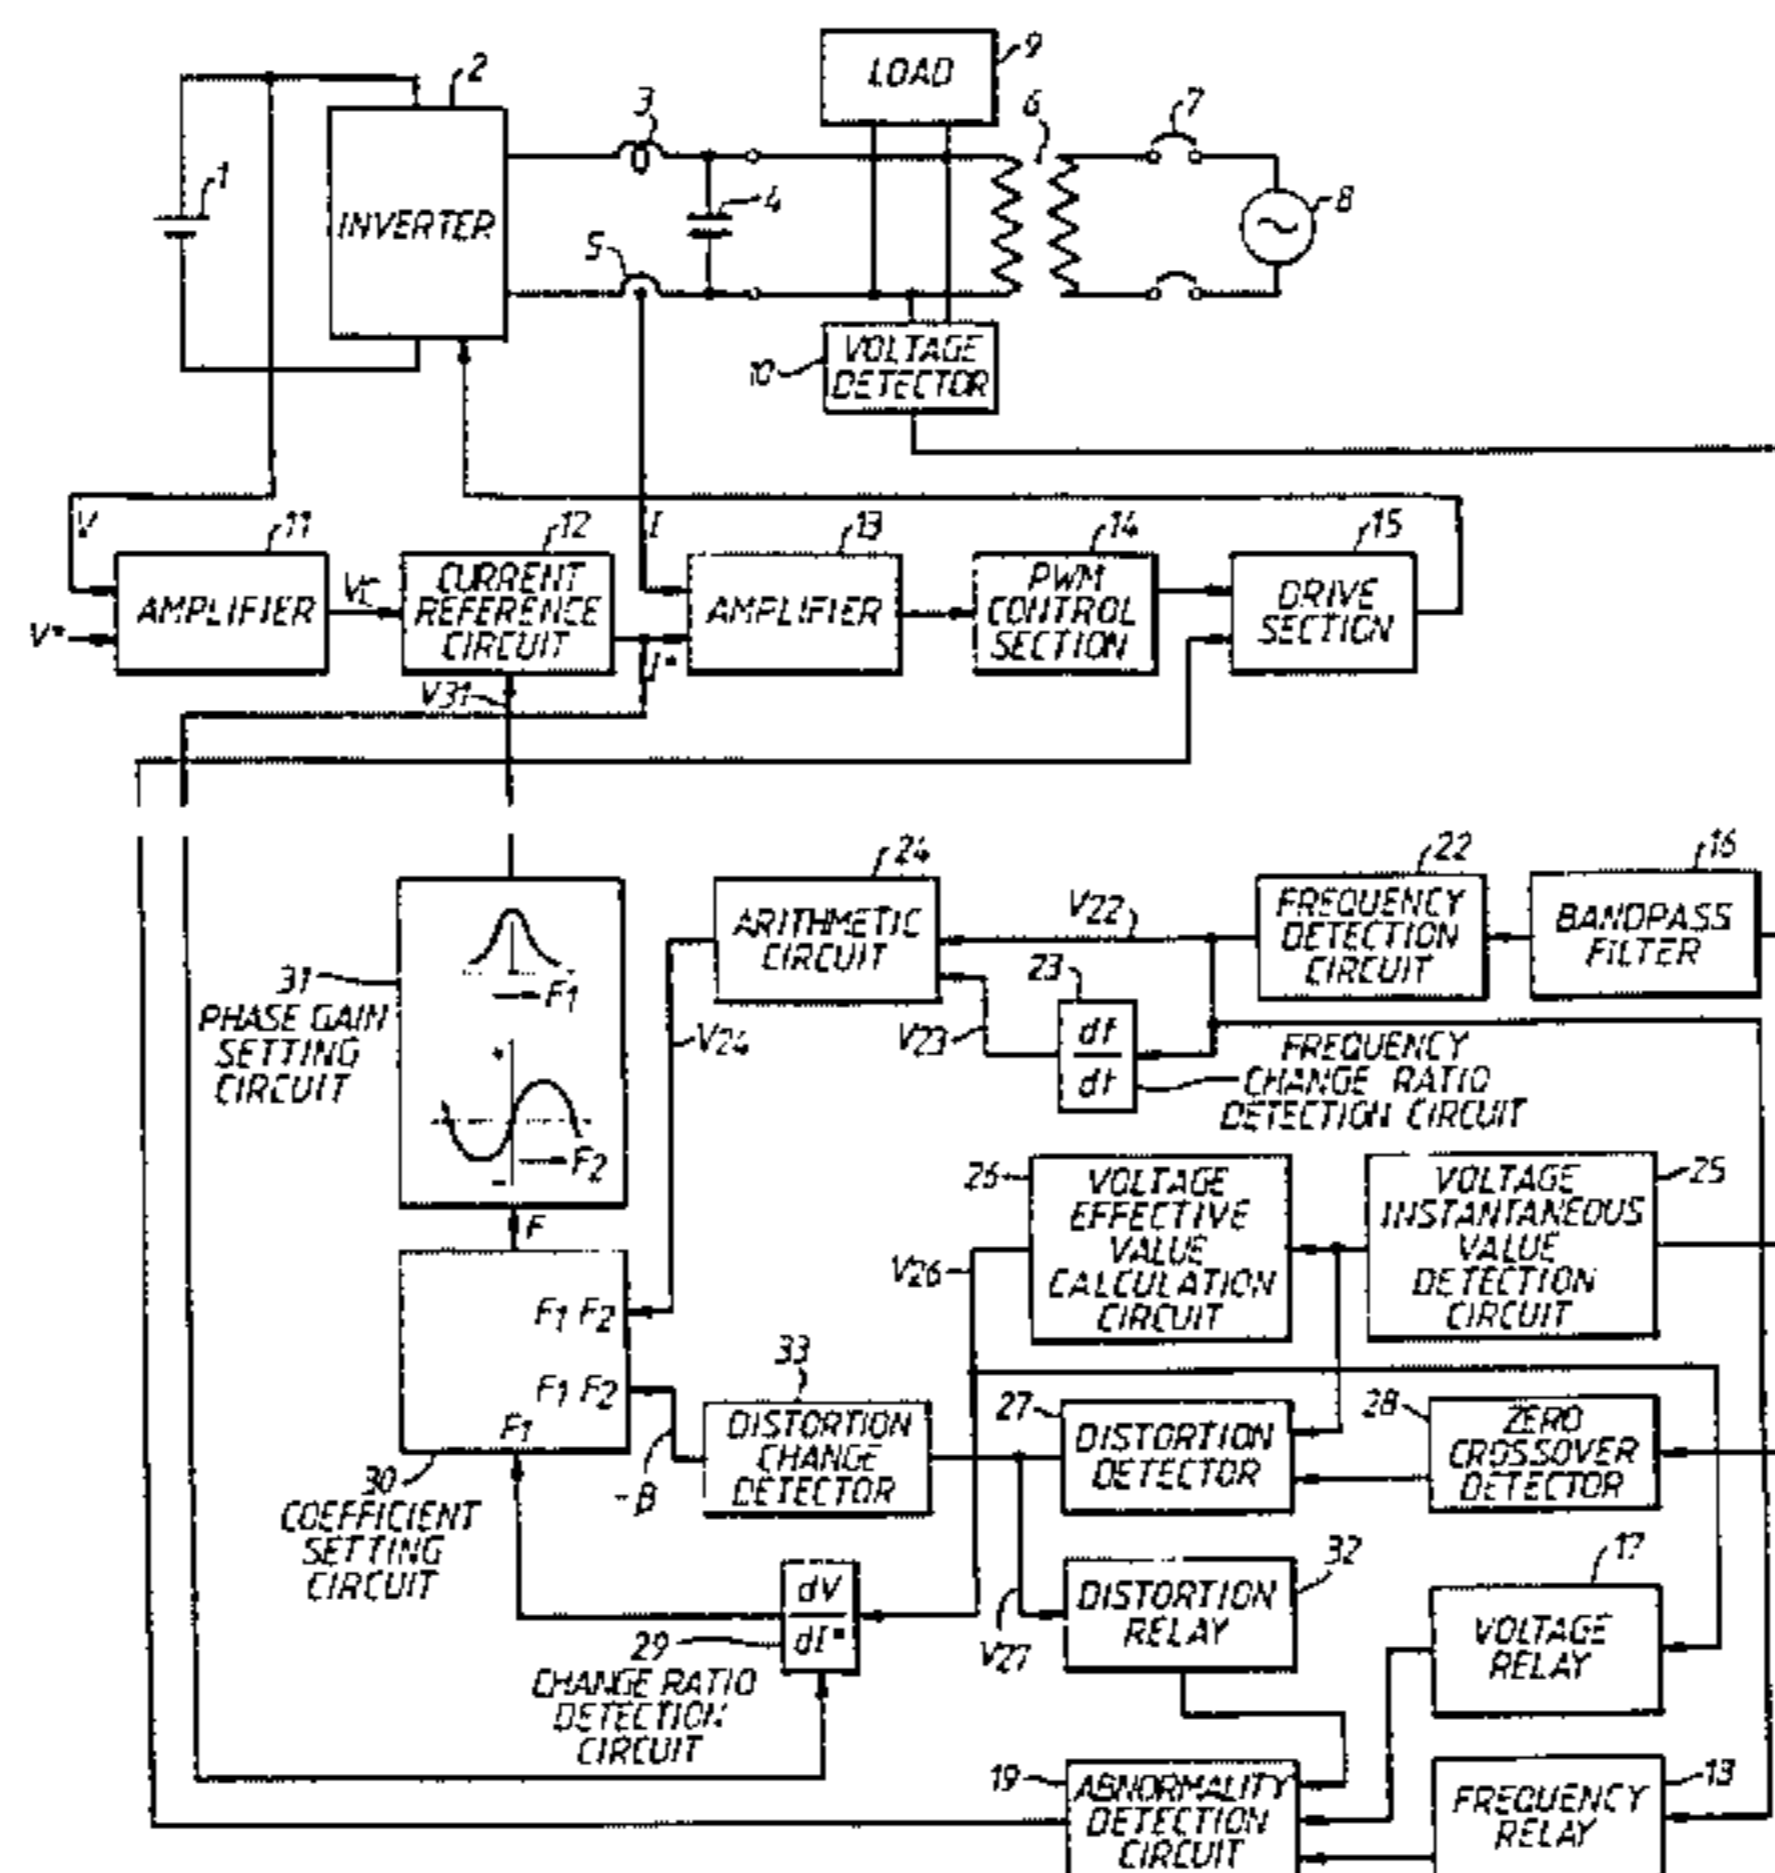 2
9
LOAD
3
6
7
1
INVERTER
4
8
5
VOLTAGE
DETECTOR
10
V
11
12
I
13
14
15
AMPLIFIER
VC
CURRENT
REFERENCE
CIRCUIT
AMPLIFIER
PWM
CONTROL
SECTION
DRIVE
SECTION
V*
I*
V31
24
22
16
ARITHMETIC
CIRCUIT
V22
FREQUENCY
DETECTION
CIRCUIT
BANDPASS
FILTER
31
PHASE GAIN
SETTING
CIRCUIT
F1
+
F2
−
V24
V23
23
df
dt
FREQUENCY
CHANGE RATIO
DETECTION CIRCUIT
26
VOLTAGE
EFFECTIVE
VALUE
CALCULATION
CIRCUIT
VOLTAGE
INSTANTANEOUS
VALUE
DETECTION
CIRCUIT
25
F
V26
F1 F2
F1 F2
F1
33
DISTORTION
CHANGE
DETECTOR
27
DISTORTION
DETECTOR
28
ZERO
CROSSOVER
DETECTOR
-β
30
COEFFICIENT
SETTING
CIRCUIT
dV
dI*
29
CHANGE RATIO
DETECTION
CIRCUIT
V27
DISTORTION
RELAY
32
17
VOLTAGE
RELAY
19
ABNORMALITY
DETECTION
CIRCUIT
FREQUENCY
RELAY